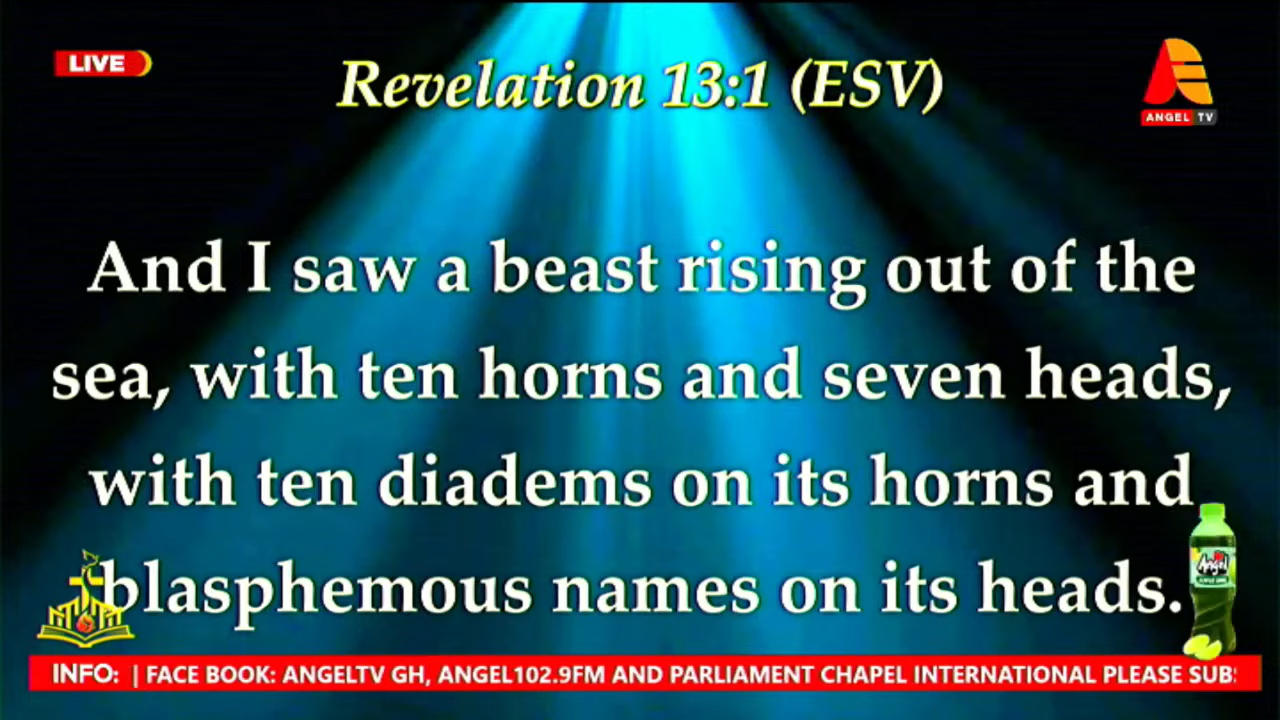 LIVE
Revelation 13:1 (ESV)
ANGEL TV
And I saw a beast rising out of the
sea, with ten horns and seven heads,
with ten diadems on its horns and
blasphemous names on its heads.
Angel
INFO: | FACE BOOK: ANGELTV GH, ANGEL102.9FM AND PARLIAMENT CHAPEL INTERNATIONAL PLEASE SUB